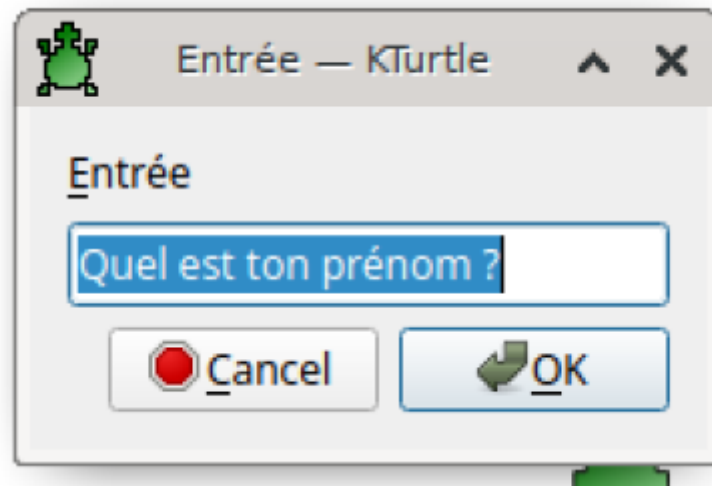 Entrée — KTurtle
Entrée
Quel est ton prénom ?
Cancel
OK